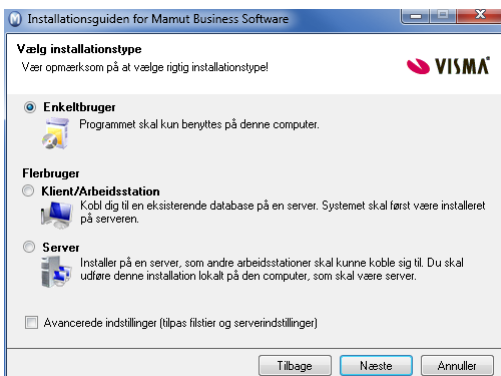 Installationsguiden for Mamut Business Software
Vælg installationstype
Vær opmærksom på at vælge rigtig installationstype!
VISMA
Enkeltbruger
Programmet skal kun benyttes på denne computer.
Flerbruger
Klient/Arbeidsstation
Kobl dig til en eksisterende database på en server. Systemet skal først være installeret
på serveren.
Server
Installer på en server, som andre arbeidsstationer skal kunne koble sig til. Du skal
udføre denne installation lokalt på den computer, som skal være server.
Avancerede indstillinger (tilpas filstier og serverindstillinger)
Tilbage
Næste
Annuller